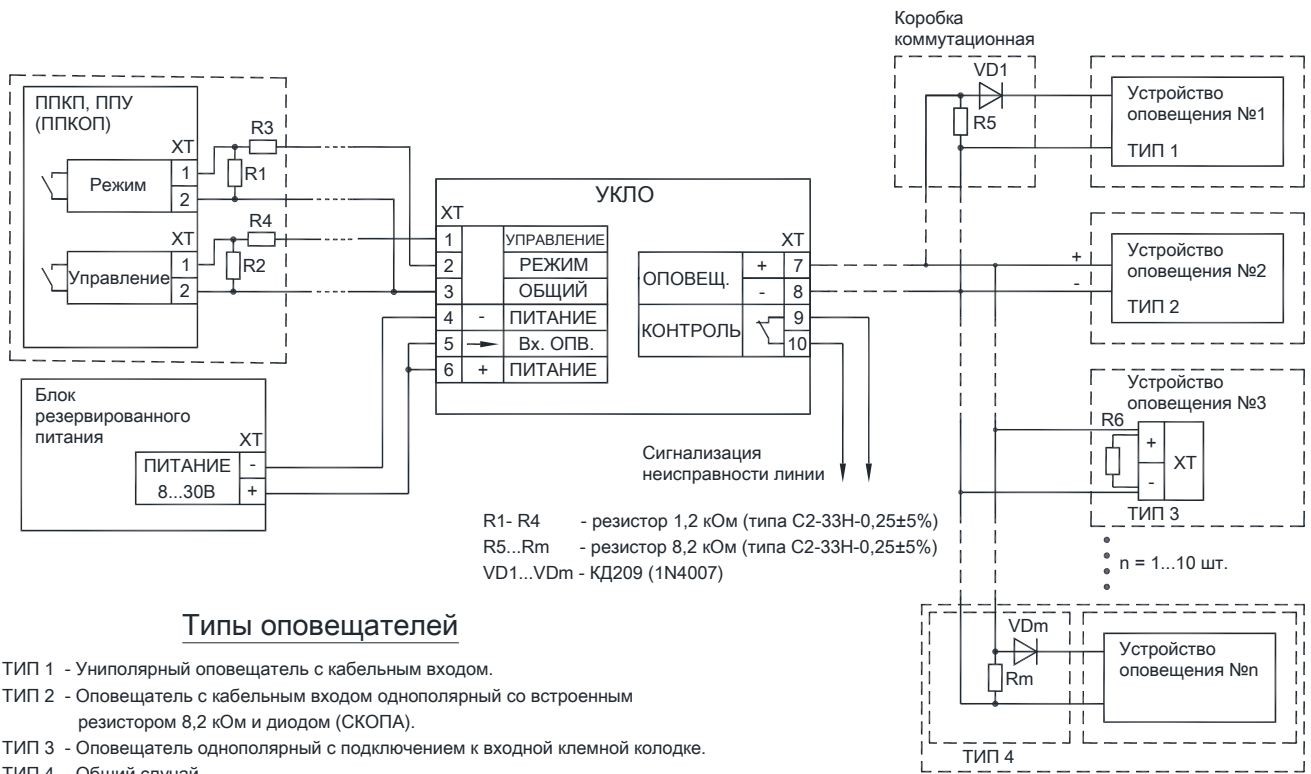 Коробка
коммутационная
VD1
R5
Устройство
оповещения №1
ТИП 1
ППКП, ППУ
(ППКОП)
XT
R3
Режим
1
R1
2
XT
R4
Управление
1
R2
2
УКЛО
XT
1 УПРАВЛЕНИЕ
2 РЕЖИМ
3 ОБЩИЙ
4 - ПИТАНИЕ
5 Вх. ОПВ.
6 + ПИТАНИЕ
XT
ОПОВЕЩ. + 7
- 8
КОНТРОЛЬ 9
10
+
-
Устройство
оповещения №2
ТИП 2
Блок
резервированного
питания
XT
ПИТАНИЕ -
8...30В +
Сигнализация
неисправности линии
Устройство
оповещения №3
R6
+
XT
-
ТИП 3
n = 1...10 шт.
R1- R4 - резистор 1,2 кОм (типа С2-33Н-0,25±5%)
R5...Rm - резистор 8,2 кОм (типа С2-33Н-0,25±5%)
VD1...VDm - КД209 (1N4007)
VDm
Rm
Устройство
оповещения №n
ТИП 4
Типы оповещателей
ТИП 1 - Униполярный оповещатель с кабельным входом.
ТИП 2 - Оповещатель с кабельным входом однополярный со встроенным
резистором 8,2 кОм и диодом (СКОПА).
ТИП 3 - Оповещатель однополярный с подключением к входной клемной колодке.
ТИП 4 - Общий случай